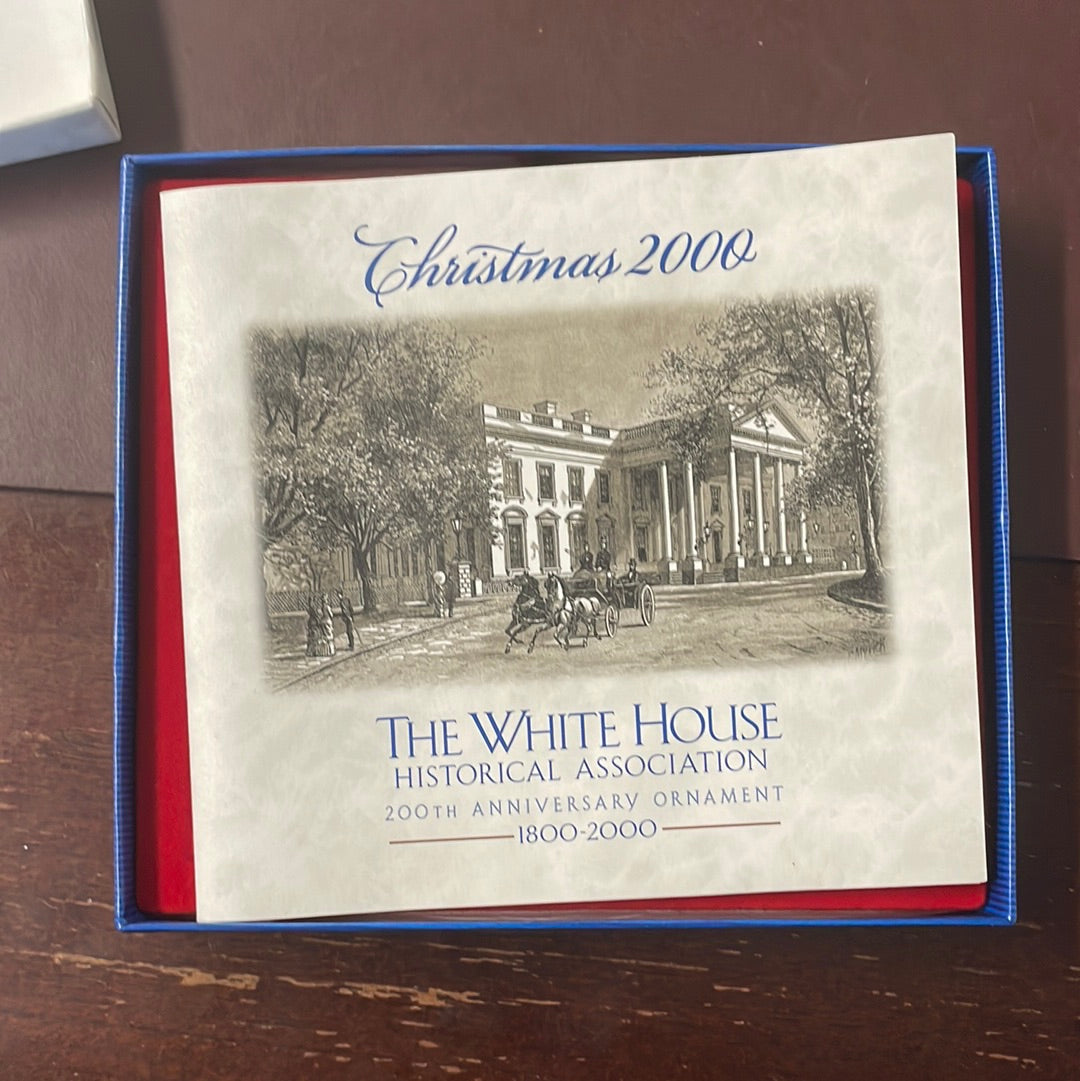 Christmas 2000
THE WHITE HOUSE
HISTORICAL ASSOCIATION
200TH ANNIVERSARY ORNAMENT
1800-2000